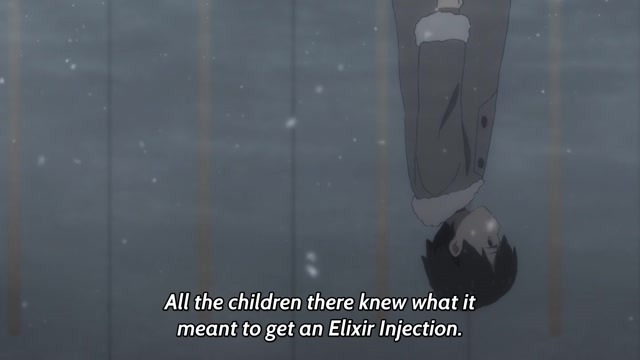 All the children there knew what it
meant to get an Elixir Injection.